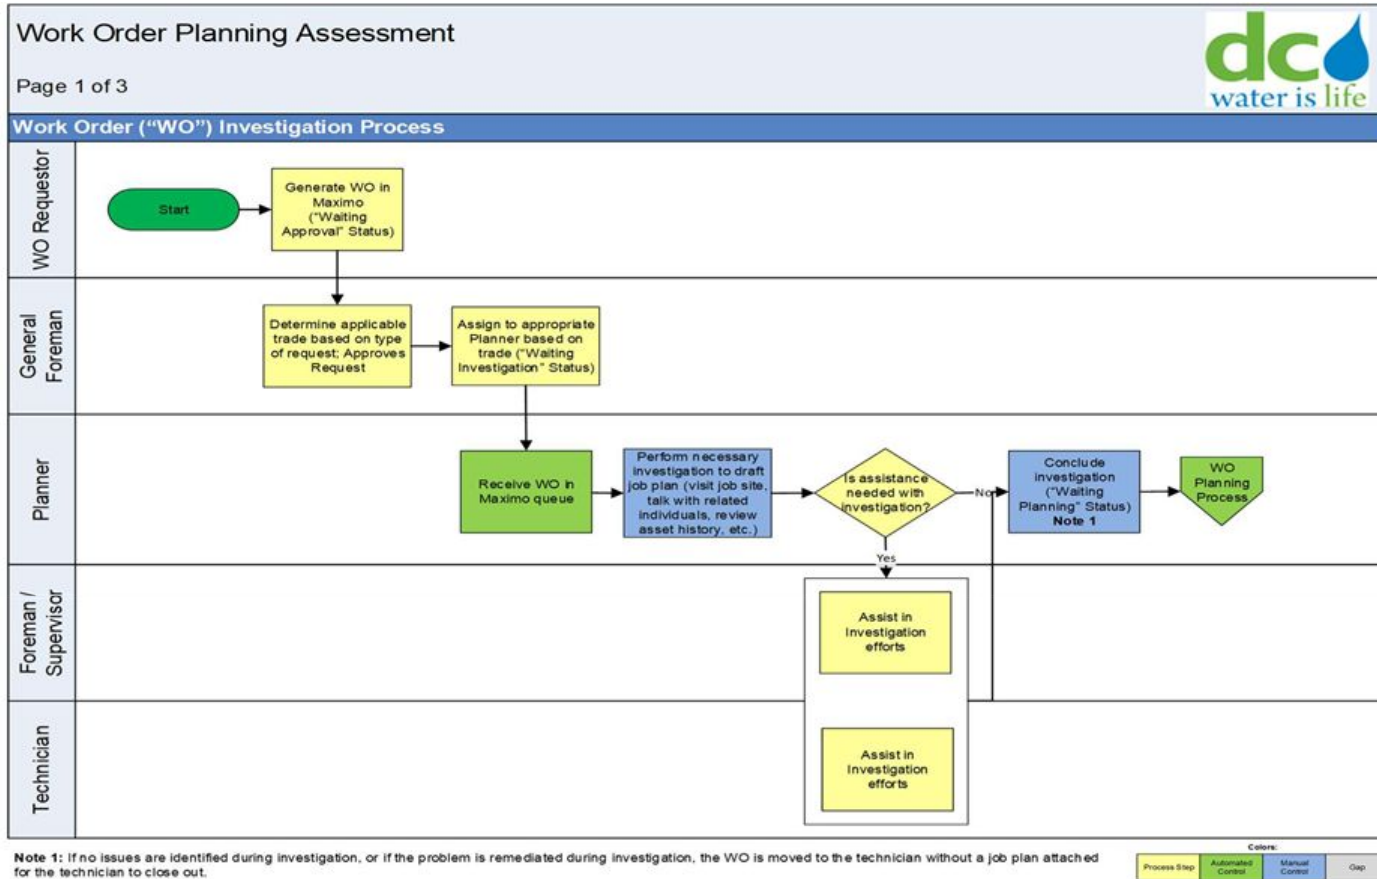 Work Order Planning Assessment
Page 1 of 3
dc
water is life
Work Order (“WO”) Investigation Process
WO Requestor
Start
Generate WO in
Maximo
(“Waiting
Approval” Status)
General
Foreman
Determine applicable
trade based on type
of request; Approves
Request
Assign to appropriate
Planner based on
trade (“Waiting
Investigation” Status)
Planner
Receive WO in
Maximo queue
Perform necessary
investigation to draft
job plan (visit job site,
talk with related
individuals, review
asset history, etc.)
Is assistance
needed with
investigation?
No
Yes
Conclude
investigation
(“Waiting
Planning” Status)
Note 1
WO
Planning
Process
Foreman /
Supervisor
Assist in
Investigation
efforts
Technician
Assist in
Investigation
efforts
Note 1: If no issues are identified during investigation, or if the problem is remediated during investigation, the WO is moved to the technician without a job plan attached
for the technician to close out.
Colors:
Process Step
Automated
Control
Manual
Control
Gap